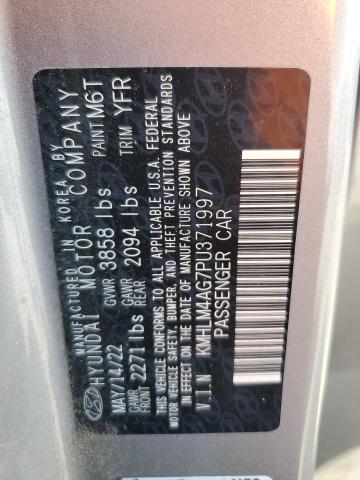 MANUFACTURED IN KOREA BY
HYUNDAI MOTOR COMPANY
MAY/14/22 GVWR 3858 lbs PAINT M6T
GAWR FRONT 2271 lbs GAWR REAR 2094 lbs TRIM YFR
THIS VEHICLE CONFORMS TO ALL APPLICABLE U.S.A. FEDERAL
MOTOR VEHICLE SAFETY, BUMPER, AND THEFT PREVENTION STANDARDS
IN EFFECT ON THE DATE OF MANUFACTURE SHOWN ABOVE
V.I.N KMHLM4AG7PU371997
PASSENGER CAR